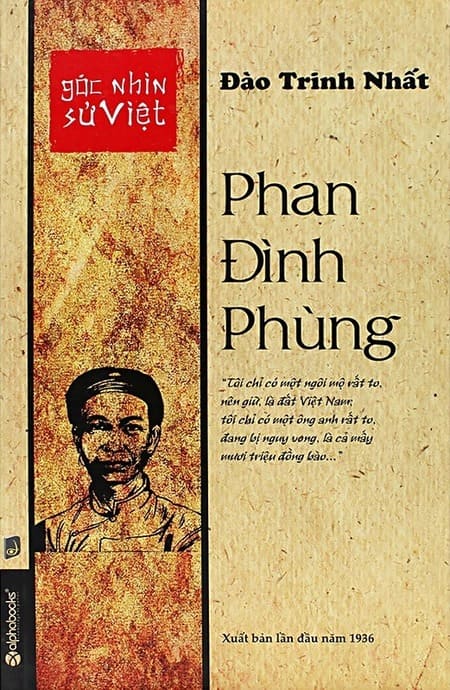 góc nhìn
sử Việt
Đào Trinh Nhất
Phan
Đình
Phùng
“Tôi chỉ có một ngôi mộ rất to,
nên giữ, là đất Việt Nam;
tôi chỉ có một ông anh rất to,
đang bị nguy vong, là cả mấy
mươi triệu đồng bào...”
Xuất bản lần đầu năm 1936
alphabooks